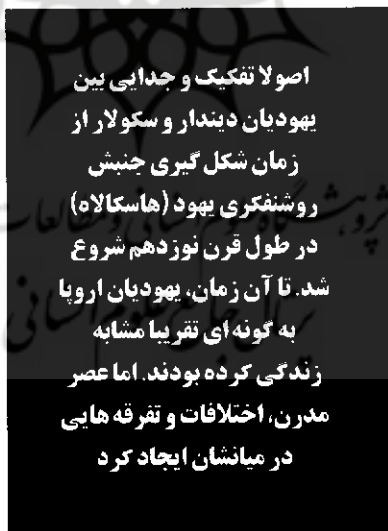 اصولا تفکیک و جدایی بین
یهودیان دیندار و سکولار از
زمان شکل گیری جنبش
روشنفکری یهود (هاسکالاه)
در طول قرن نوزدهم شروع
شد. تا آن زمان، یهودیان اروپا
به گونه ای تقریبا مشابه
زندگی کرده بودند. اما عصر
مدرن، اختلافات و تفرقه هایی
در میانشان ایجاد کرد